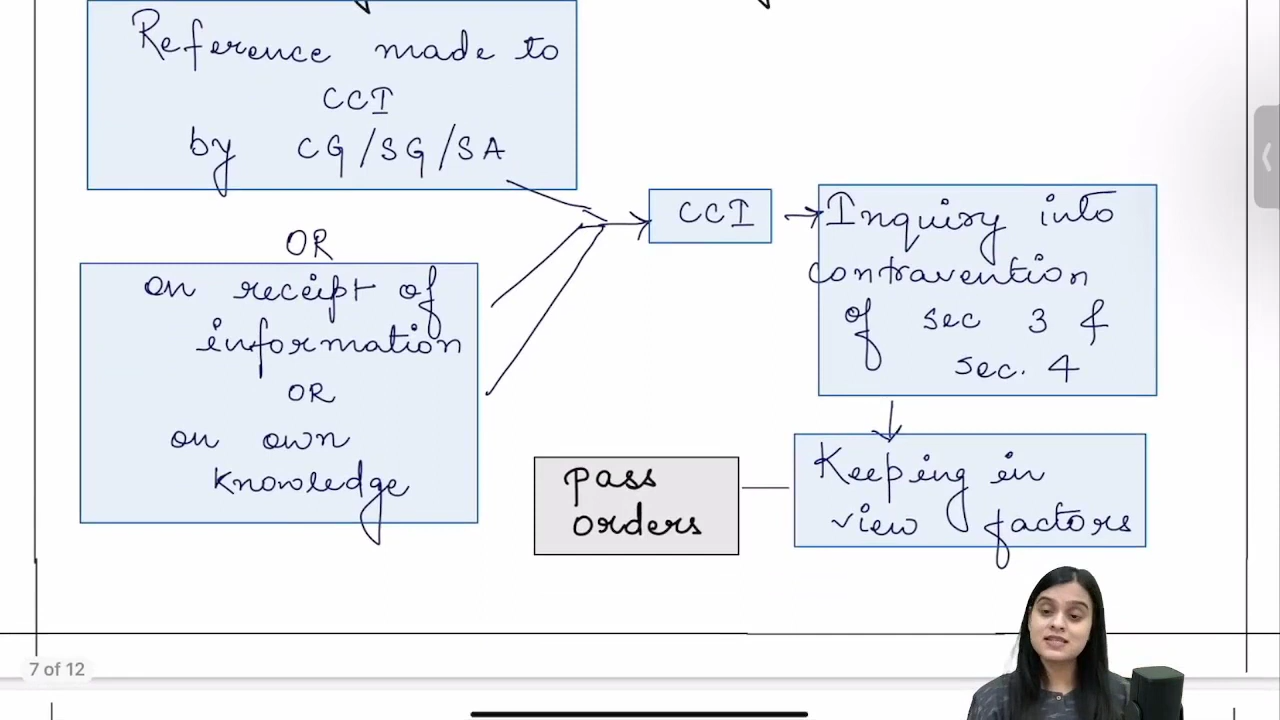 Reference made to
CCI
by CG/SG/SA
OR
on receipt of
information
OR
on own
knowledge
CCI
Inquiry into
contravention
of sec 3 &
sec. 4
Keeping in
view factors
pass
orders
7 of 12